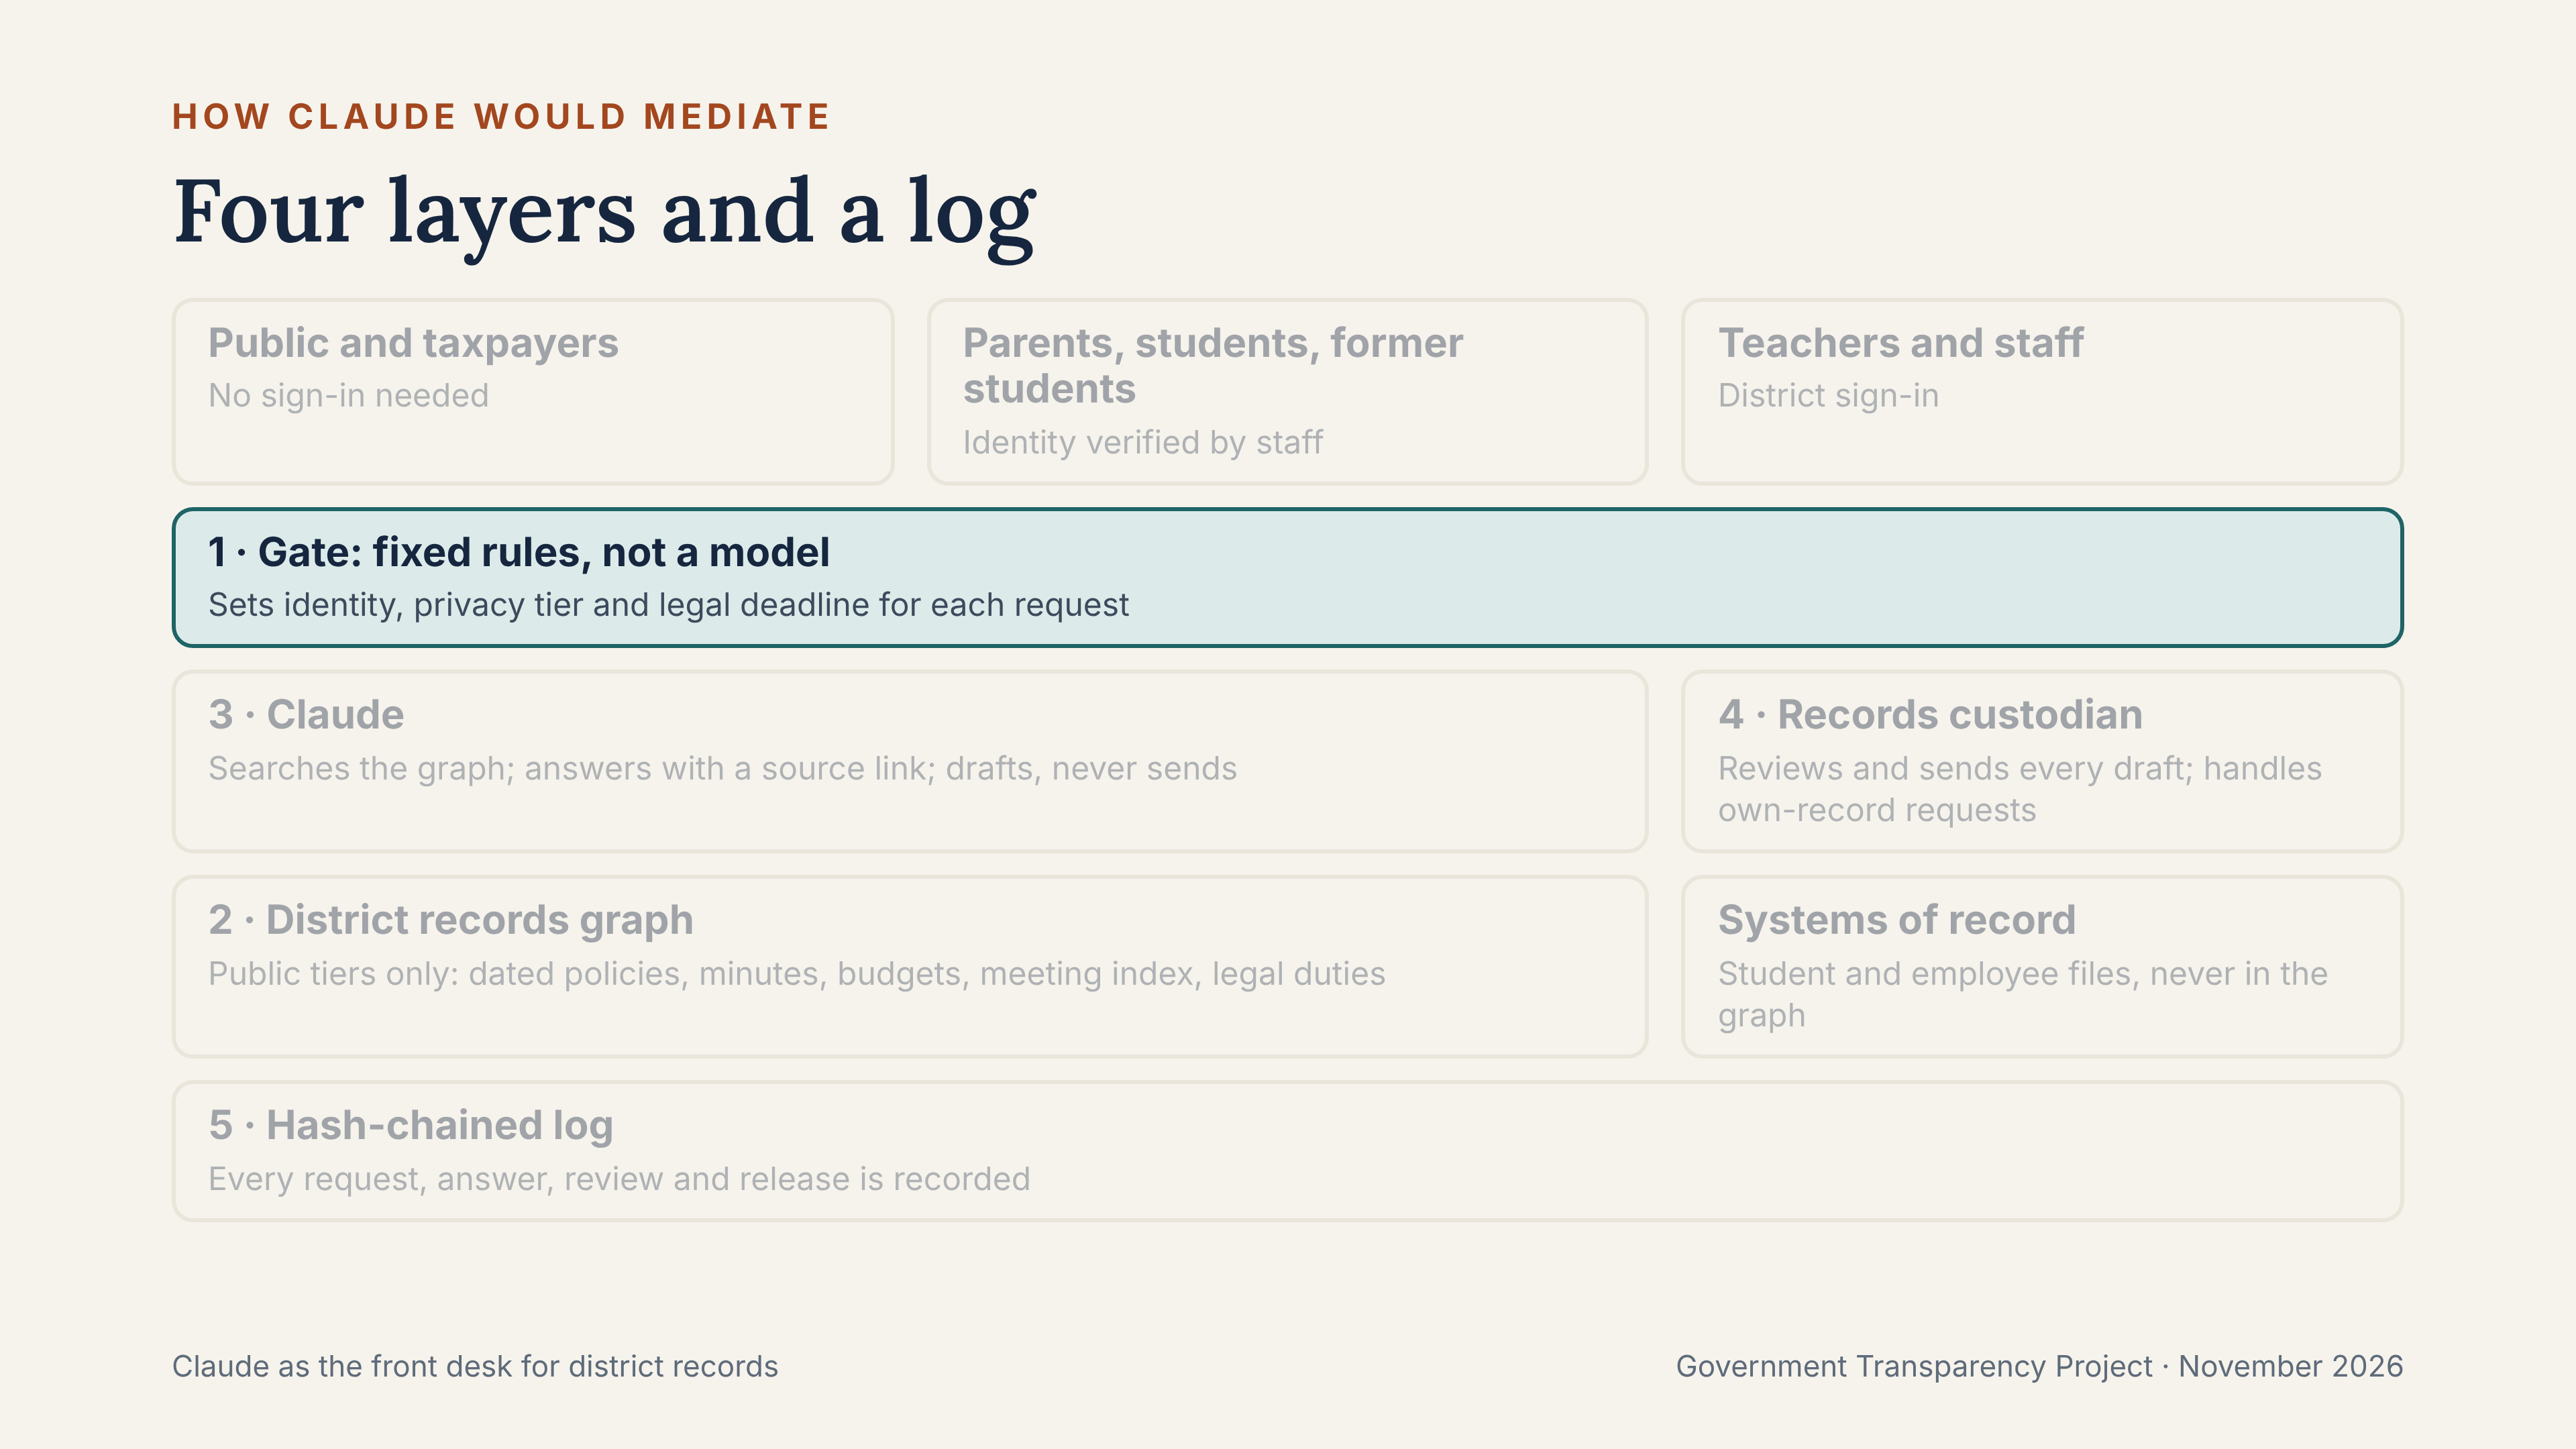 HOW CLAUDE WOULD MEDIATE
Four layers and a log
Public and taxpayers
No sign-in needed
Parents, students, former
students
Identity verified by staff
Teachers and staff
District sign-in
1 · Gate: fixed rules, not a model
Sets identity, privacy tier and legal deadline for each request
3 · Claude
Searches the graph; answers with a source link; drafts, never sends
4 · Records custodian
Reviews and sends every draft; handles
own-record requests
2 · District records graph
Public tiers only: dated policies, minutes, budgets, meeting index, legal duties
Systems of record
Student and employee files, never in the
graph
5 · Hash-chained log
Every request, answer, review and release is recorded
Claude as the front desk for district records
Government Transparency Project · November 2026